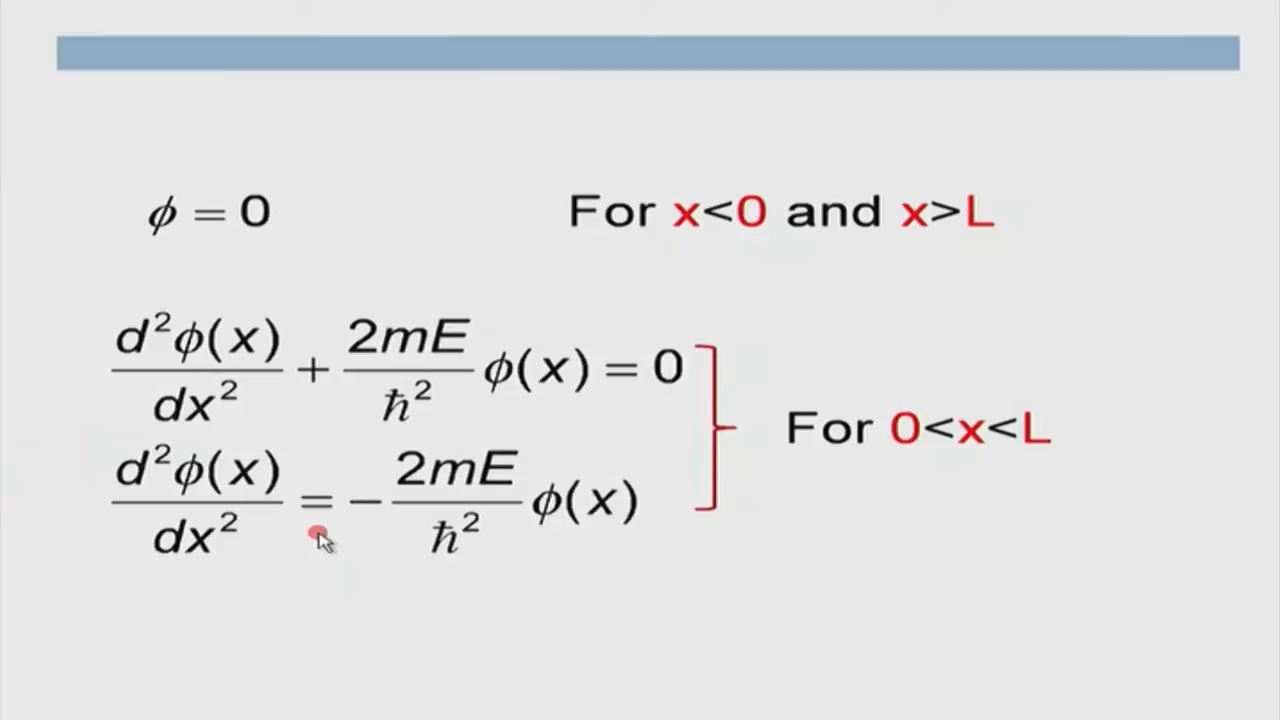 ϕ = 0 For x<0 and x>L
d²ϕ(x)/dx² + 2mE/ħ² ϕ(x) = 0
For 0<x<L
d²ϕ(x)/dx² = − 2mE/ħ² ϕ(x)